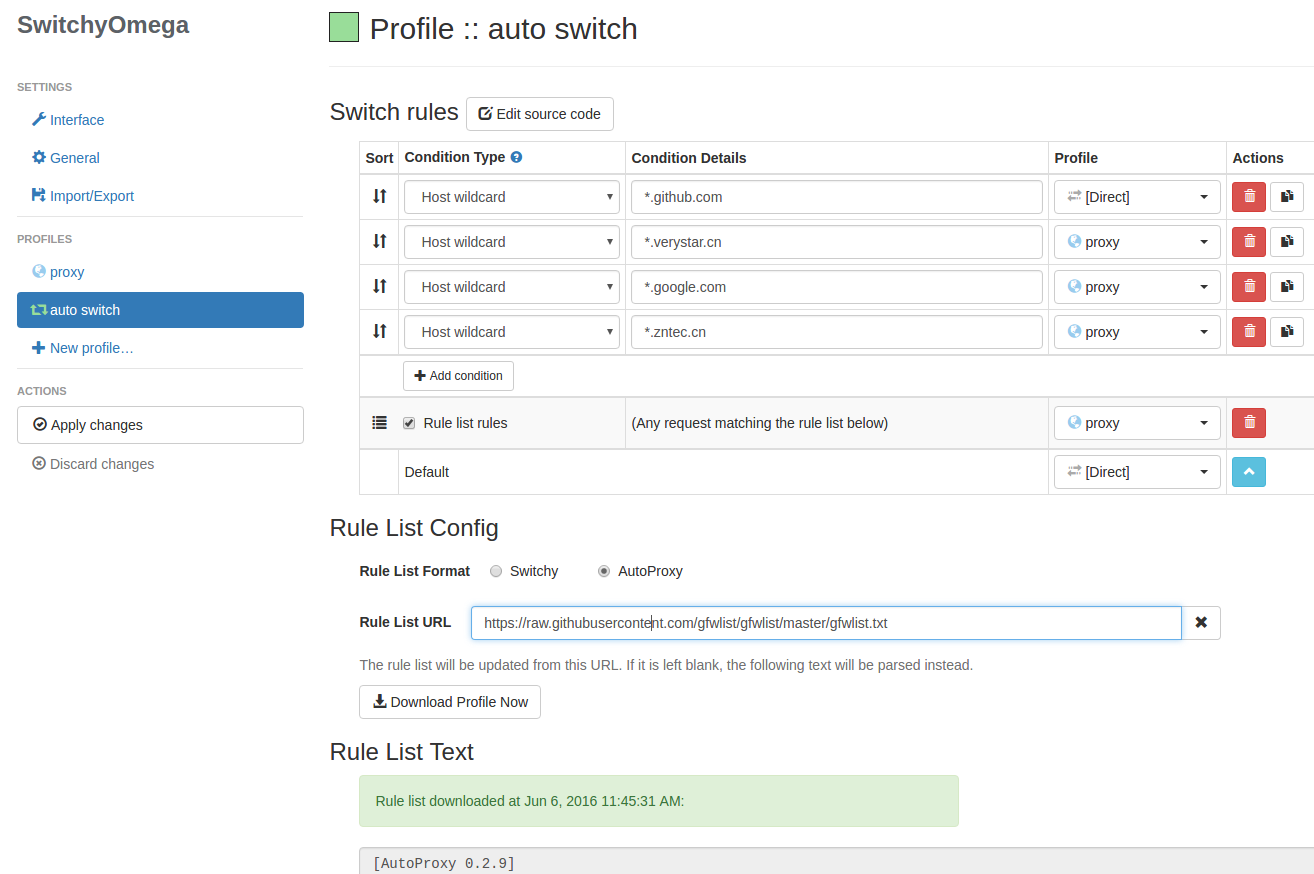 SwitchyOmega
SETTINGS
Interface
General
Import/Export
PROFILES
proxy
auto switch
New profile…
ACTIONS
Apply changes
Discard changes
Profile :: auto switch
Switch rules Edit source code
Sort Condition Type Condition Details Profile Actions
Host wildcard *.github.com [Direct]
Host wildcard *.verystar.cn proxy
Host wildcard *.google.com proxy
Host wildcard *.zntec.cn proxy
Add condition
Rule list rules (Any request matching the rule list below) proxy
Default [Direct]
Rule List Config
Rule List Format Switchy AutoProxy
Rule List URL https://raw.githubusercontent.com/gfwlist/gfwlist/master/gfwlist.txt
The rule list will be updated from this URL. If it is left blank, the following text will be parsed instead.
Download Profile Now
Rule List Text
Rule list downloaded at Jun 6, 2016 11:45:31 AM:
[AutoProxy 0.2.9]